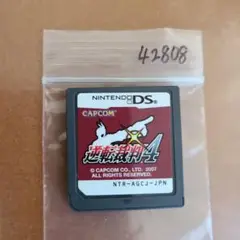 42808
NINTENDO DS
CAPCOM
逆転裁判4
© CAPCOM CO., LTD. 2007
ALL RIGHTS RESERVED.
NTR-AGCJ-JPN